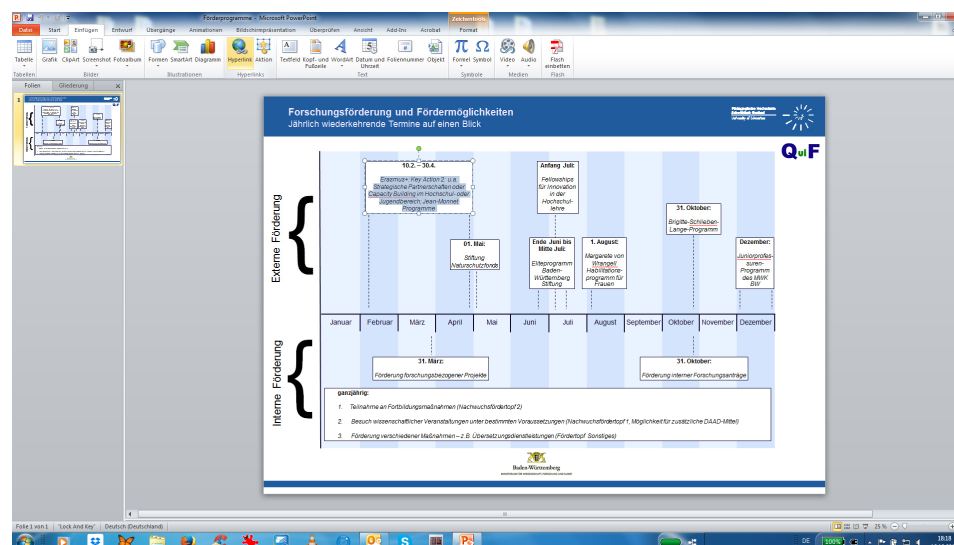 Förderprogramme - Microsoft PowerPoint
Zeichentools
Datei Start Einfügen Entwurf Übergänge Animationen Bildschirmpräsentation Überprüfen Ansicht Add-Ins Acrobat Format
Tabelle Grafik ClipArt Screenshot Fotoalbum Formen SmartArt Diagramm Hyperlink Aktion Textfeld Kopf- und Fußzeile WordArt Datum und Uhrzeit Foliennummer Objekt Formel Symbol Video Audio Flash einbetten
Tabellen Bilder Illustrationen Hyperlinks Text Symbole Medien Flash
Folien Gliederung x
1
Forschungsförderung und Fördermöglichkeiten
Jährlich wiederkehrende Termine auf einen Blick
QuiF
Externe Förderung
10.2. – 30.4.
Erasmus+: Key Action 2: u.a.
Strategische Partnerschaften oder
Capacity Building im Hochschul- oder
Jugendbereich; Jean-Monnet
Programme
Anfang Juli:
Fellowships
für Innovation
in der
Hochschul-
lehre
31. Oktober:
Brigitte-Schlieben-
Lange-Programm
01. Mai:
Stiftung
Naturschutzfonds
Ende Juni bis
Mitte Juli:
Eliteprogramm
Baden-
Württemberg
Stiftung
1. August:
Margarete von
Wrangell
Habilitations-
programm für
Frauen
Dezember:
Juniorprofes-
suren-
Programm
des MWK
BW
Januar Februar März April Mai Juni Juli August September Oktober November Dezember
Interne Förderung
31. März:
Förderung forschungsbezogener Projekte
31. Oktober:
Förderung interner Forschungsanträge
ganzjährig:
1. Teilnahme an Fortbildungsmaßnahmen (Nachwuchsfördertopf 2)
2. Besuch wissenschaftlicher Veranstaltungen unter bestimmten Voraussetzungen (Nachwuchsfördertopf 1, Möglichkeit für zusätzliche DAAD-Mittel)
3. Förderung verschiedener Maßnahmen – z.B. Übersetzungsdienstleistungen (Fördertopf Sonstiges)
Baden-Württemberg
Folie 1 von 1 "Lock And Key" Deutsch (Deutschland) 25 %
DE 100% 18:18